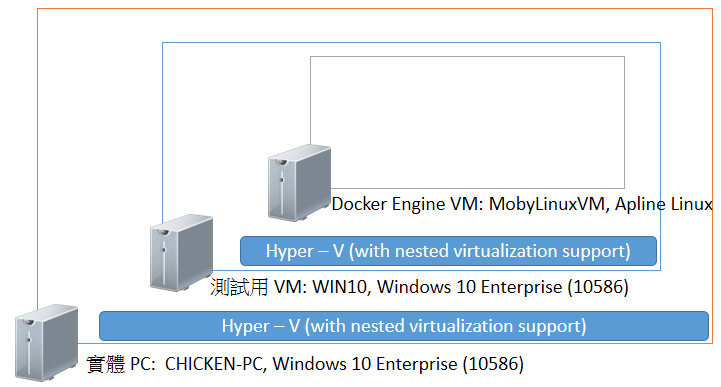 Docker Engine VM: MobyLinuxVM, Apline Linux
Hyper – V (with nested virtualization support)
測試用 VM: WIN10, Windows 10 Enterprise (10586)
Hyper – V (with nested virtualization support)
實體 PC: CHICKEN-PC, Windows 10 Enterprise (10586)